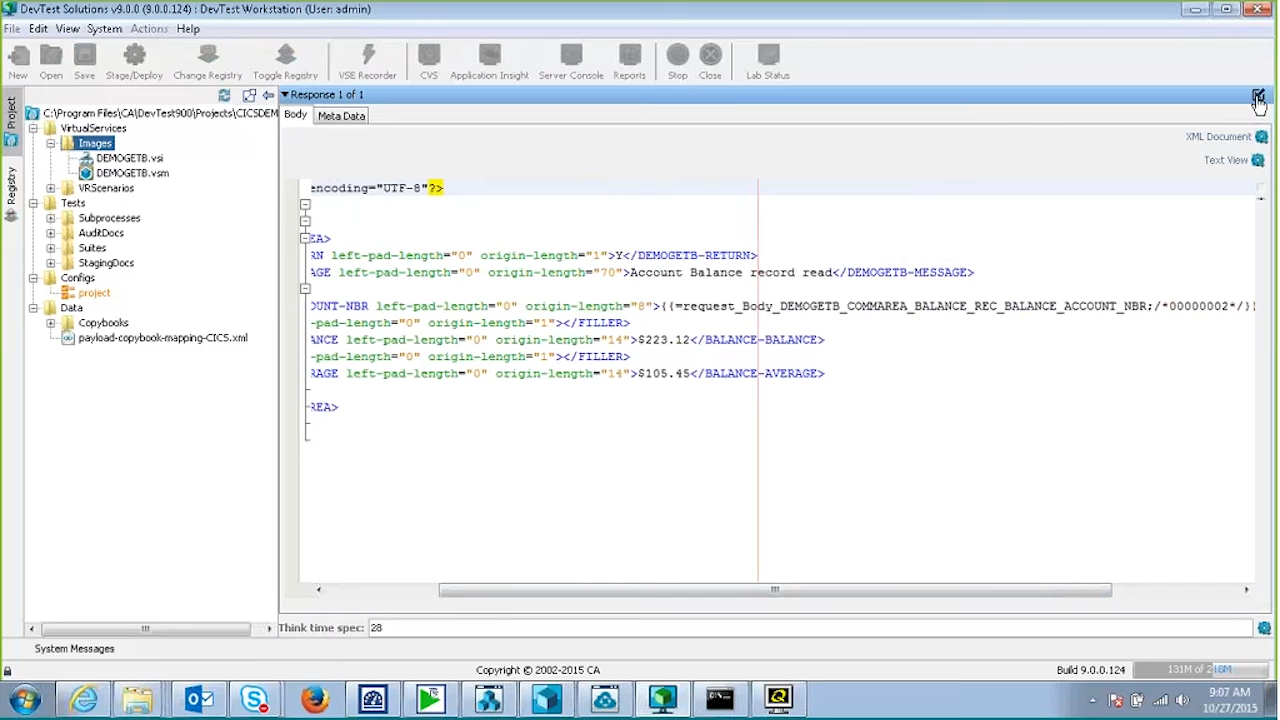 DevTest Solutions v9.0.0 (9.0.0.124) : DevTest Workstation (User: admin)
File Edit View System Actions Help
New Open Save Stage/Deploy Change Registry Toggle Registry VSE Recorder CVS Application Insight Server Console Reports Stop Close Lab Status
Project
Registry
C:\Program Files\CA\DevTest900\Projects\CICSDEM
VirtualServices
Images
DEMOGETB.vsi
DEMOGETB.vsm
VRScenarios
Tests
Subprocesses
AuditDocs
Suites
StagingDocs
Configs
project
Data
Copybooks
payload-copybook-mapping-CICS.xml
Response 1 of 1
Body Meta Data
XML Document
Text View
encoding="UTF-8"?>
EA>
RN left-pad-length="0" origin-length="1">Y</DEMOGETB-RETURN>
AGE left-pad-length="0" origin-length="70">Account Balance record read</DEMOGETB-MESSAGE>
OUNT-NBR left-pad-length="0" origin-length="8">{{=request_Body_DEMOGETB_COMMAREA_BALANCE_REC_BALANCE_ACCOUNT_NBR;/*00000002*/}}
-pad-length="0" origin-length="1"></FILLER>
ANCE left-pad-length="0" origin-length="14">$223.12</BALANCE-BALANCE>
-pad-length="0" origin-length="1"></FILLER>
RAGE left-pad-length="0" origin-length="14">$105.45</BALANCE-AVERAGE>
REA>
Think time spec: 28
System Messages
Copyright © 2002-2015 CA
Build 9.0.0.124
9:07 AM
10/27/2015